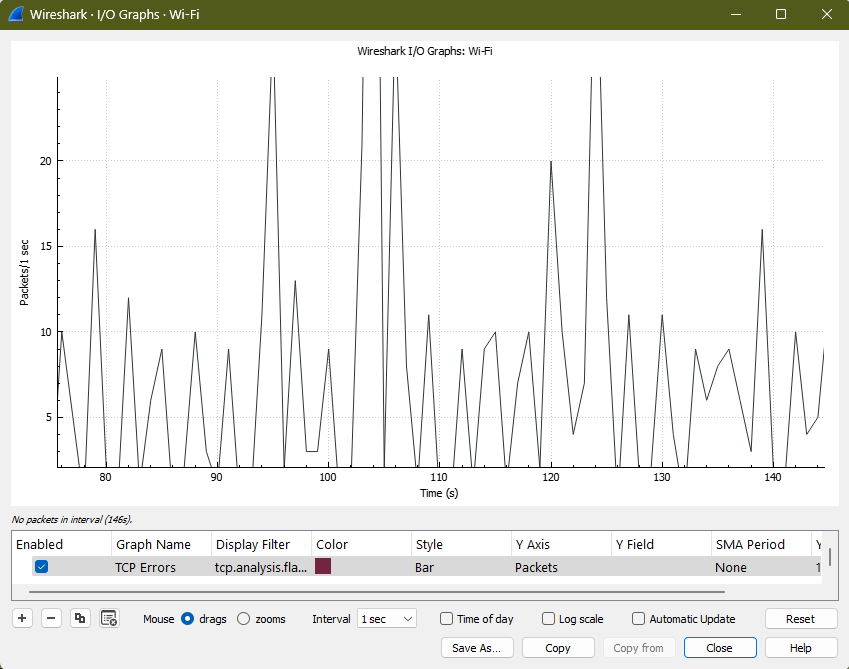 Wireshark · I/O Graphs · Wi-Fi
Wireshark I/O Graphs: Wi-Fi
Packets/1 sec
20
15
10
5
80 90 100 110 120 130 140
Time (s)
No packets in interval (146s).
Enabled Graph Name Display Filter Color Style Y Axis Y Field SMA Period Y
TCP Errors tcp.analysis.fla... Bar Packets None 1
Mouse drags zooms Interval 1 sec Time of day Log scale Automatic Update Reset
Save As... Copy Copy from Close Help